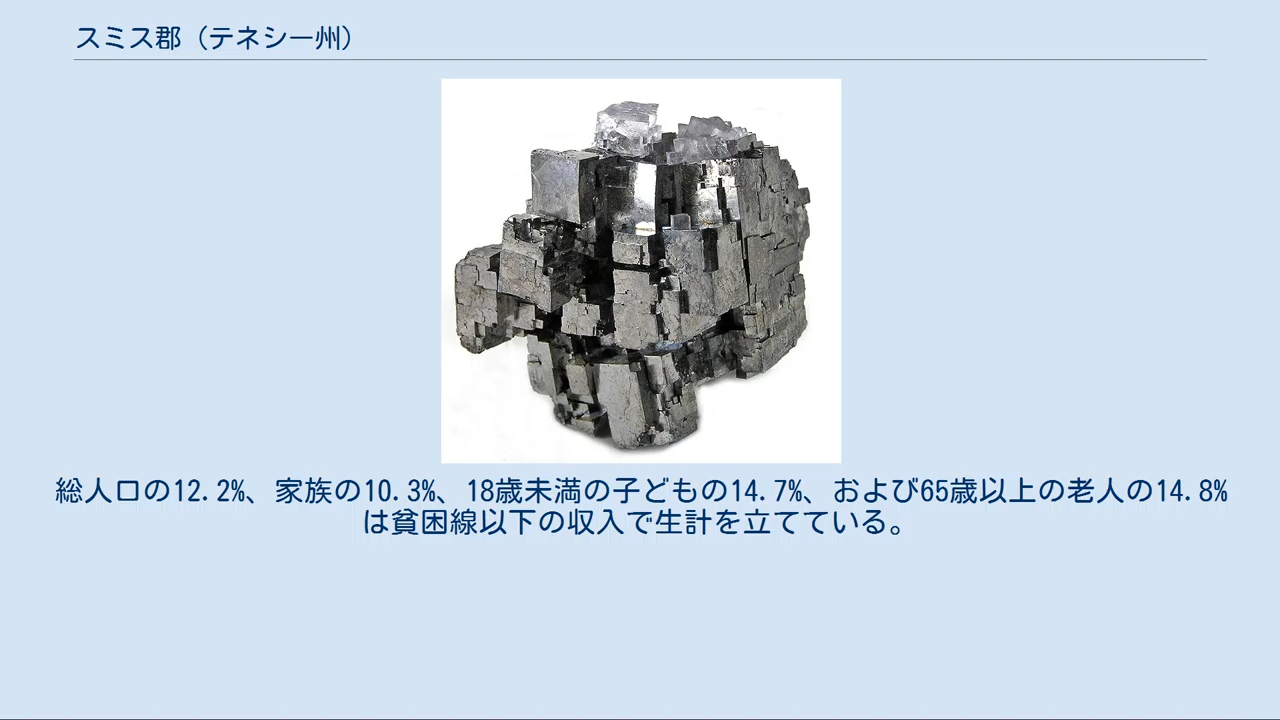 スミス郡（テネシー州）
総人口の12.2%、家族の10.3%、18歳未満の子どもの14.7%、および65歳以上の老人の14.8%
は貧困線以下の収入で生計を立てている。